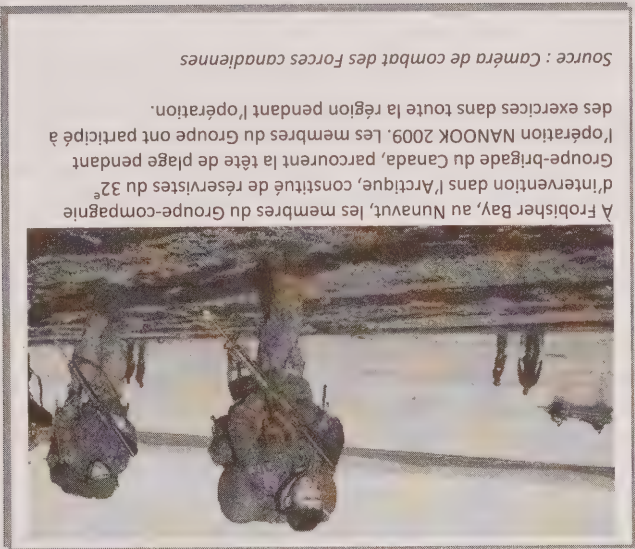 À Frobisher Bay, au Nunavut, les membres du Groupe-compagnie
d'intervention dans l'Arctique, constitué de réservistes du 32e
Groupe-brigade du Canada, parcourent la tête de plage pendant
l'opération NANOOK 2009. Les membres du Groupe ont participé à
des exercices dans toute la région pendant l'opération.
Source : Caméra de combat des Forces canadiennes